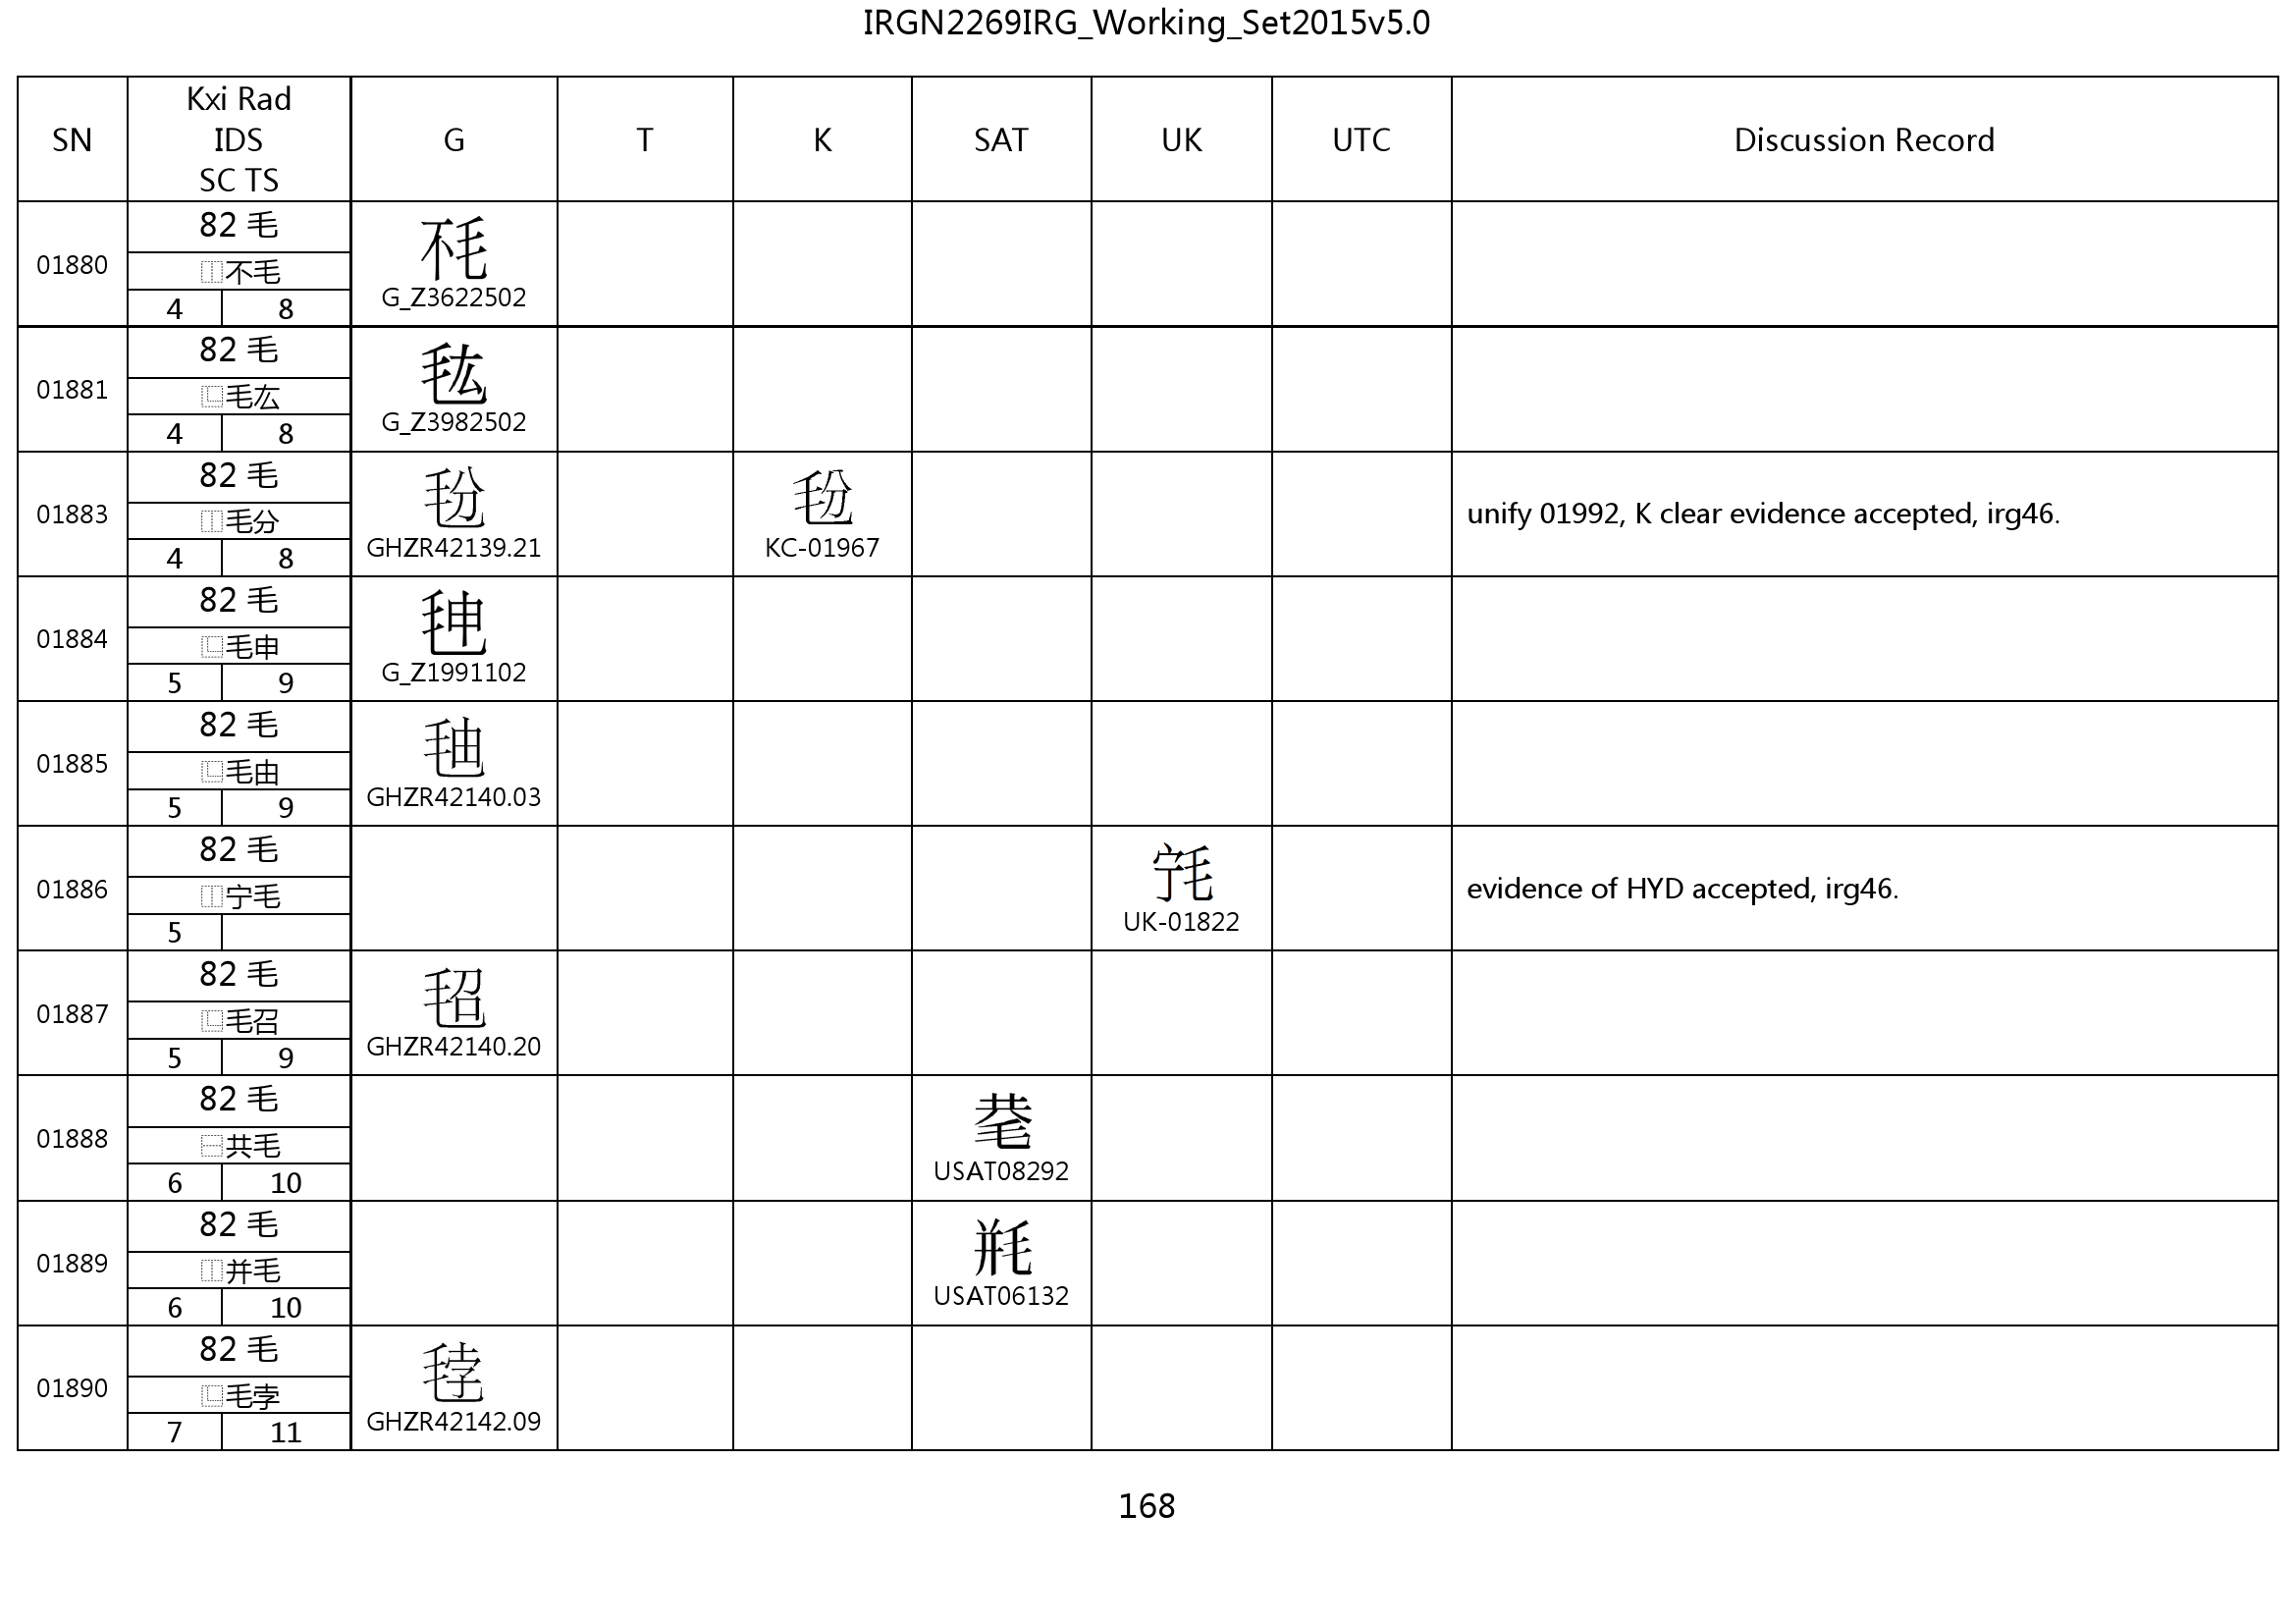 IRGN2269IRG_Working_Set2015v5.0
SN Kxi Rad IDS SC TS G T K SAT UK UTC Discussion Record
01880 82 毛 ⿰不毛 4 8 G_Z3622502
01881 82 毛 ⿺毛厷 4 8 G_Z3982502
01883 82 毛 ⿰毛分 4 8 GHZR42139.21 KC-01967 unify 01992, K clear evidence accepted, irg46.
01884 82 毛 ⿺毛申 5 9 G_Z1991102
01885 82 毛 ⿺毛由 5 9 GHZR42140.03
01886 82 毛 ⿰宁毛 5 UK-01822 evidence of HYD accepted, irg46.
01887 82 毛 ⿺毛召 5 9 GHZR42140.20
01888 82 毛 ⿱共毛 6 10 USAT08292
01889 82 毛 ⿰并毛 6 10 USAT06132
01890 82 毛 ⿺毛孛 7 11 GHZR42142.09
168